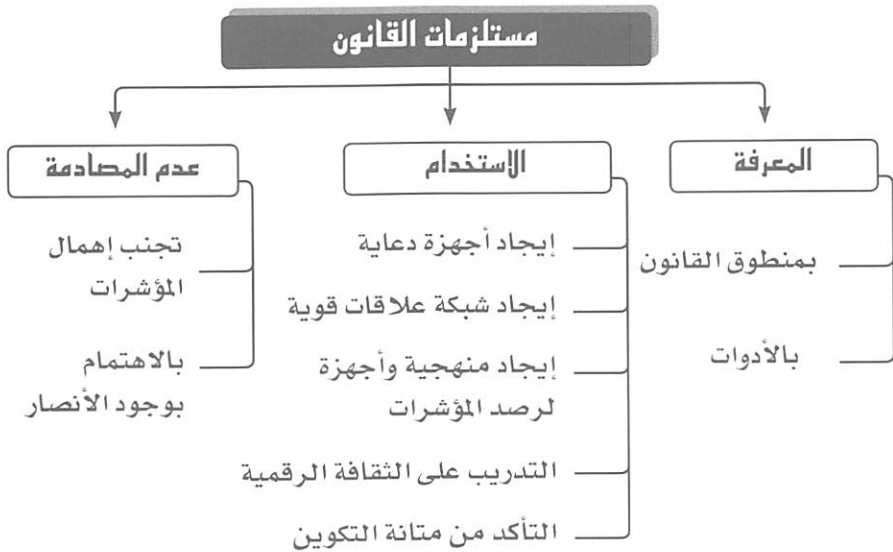 مستلزمات القانون
المعرفة
بمنطوق القانون
بالأدوات
الاستخدام
إيجاد أجهزة دعاية
إيجاد شبكة علاقات قوية
إيجاد منهجية وأجهزة
لرصد المؤشرات
التدريب على الثقافة الرقمية
التأكد من متانة التكوين
عدم المصادمة
تجنب إهمال
المؤشرات
بالاهتمام
بوجود الأنصار